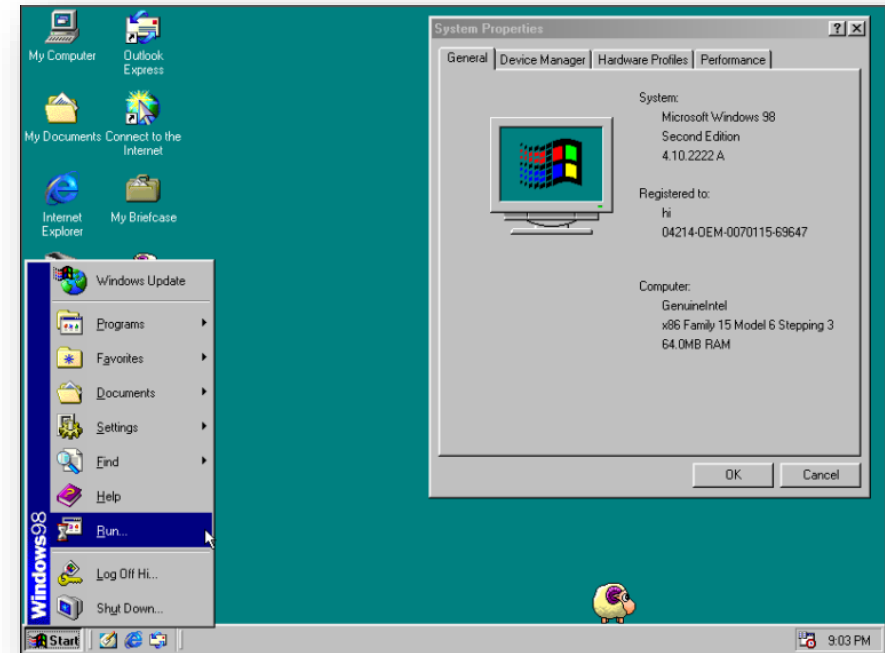 My Computer
Outlook
Express
My Documents
Connect to the
Internet
Internet
Explorer
My Briefcase
Windows Update
Programs
Favorites
Documents
Settings
Find
Help
Run...
Log Off Hi...
Shut Down...
Windows98
Start
System Properties
General
Device Manager
Hardware Profiles
Performance
System:
Microsoft Windows 98
Second Edition
4.10.2222 A
Registered to:
hi
04214-OEM-0070115-69647
Computer:
GenuineIntel
x86 Family 15 Model 6 Stepping 3
64.0MB RAM
OK
Cancel
9:03 PM